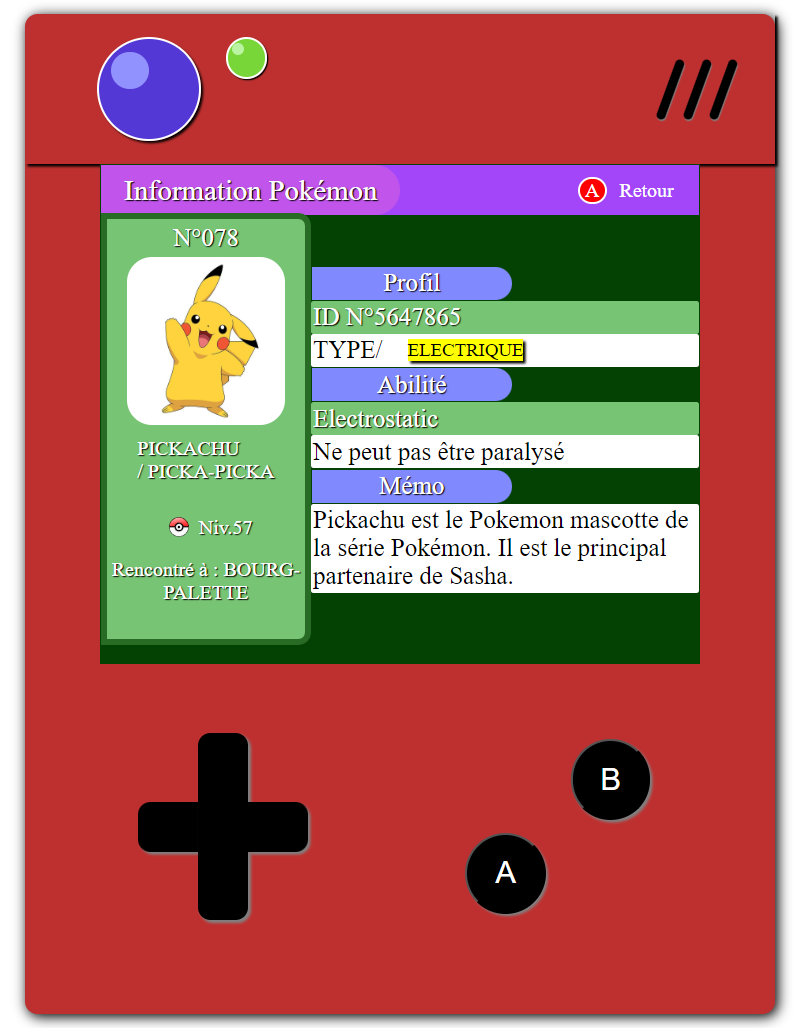 Information Pokémon
A Retour
N°078
PICKACHU
/ PICKA-PICKA
Niv.57
Rencontré à : BOURG-
PALETTE
Profil
ID N°5647865
TYPE/ ELECTRIQUE
Abilité
Electrostatic
Ne peut pas être paralysé
Mémo
Pickachu est le Pokemon mascotte de
la série Pokémon. Il est le principal
partenaire de Sasha.
B
A